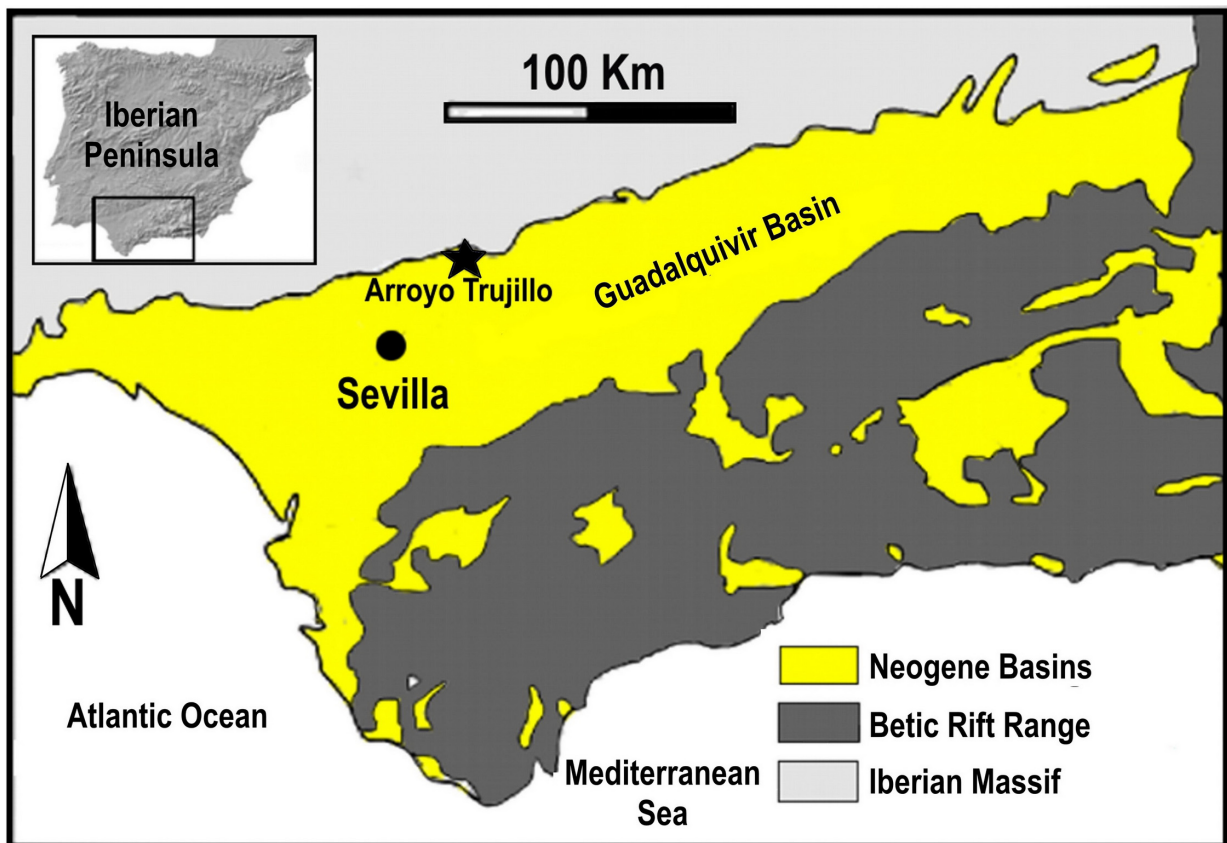 Iberian
Peninsula
100 Km
Guadalquivir Basin
Arroyo Trujillo
Sevilla
N
Atlantic Ocean
Mediterranean
Sea
Neogene Basins
Betic Rift Range
Iberian Massif